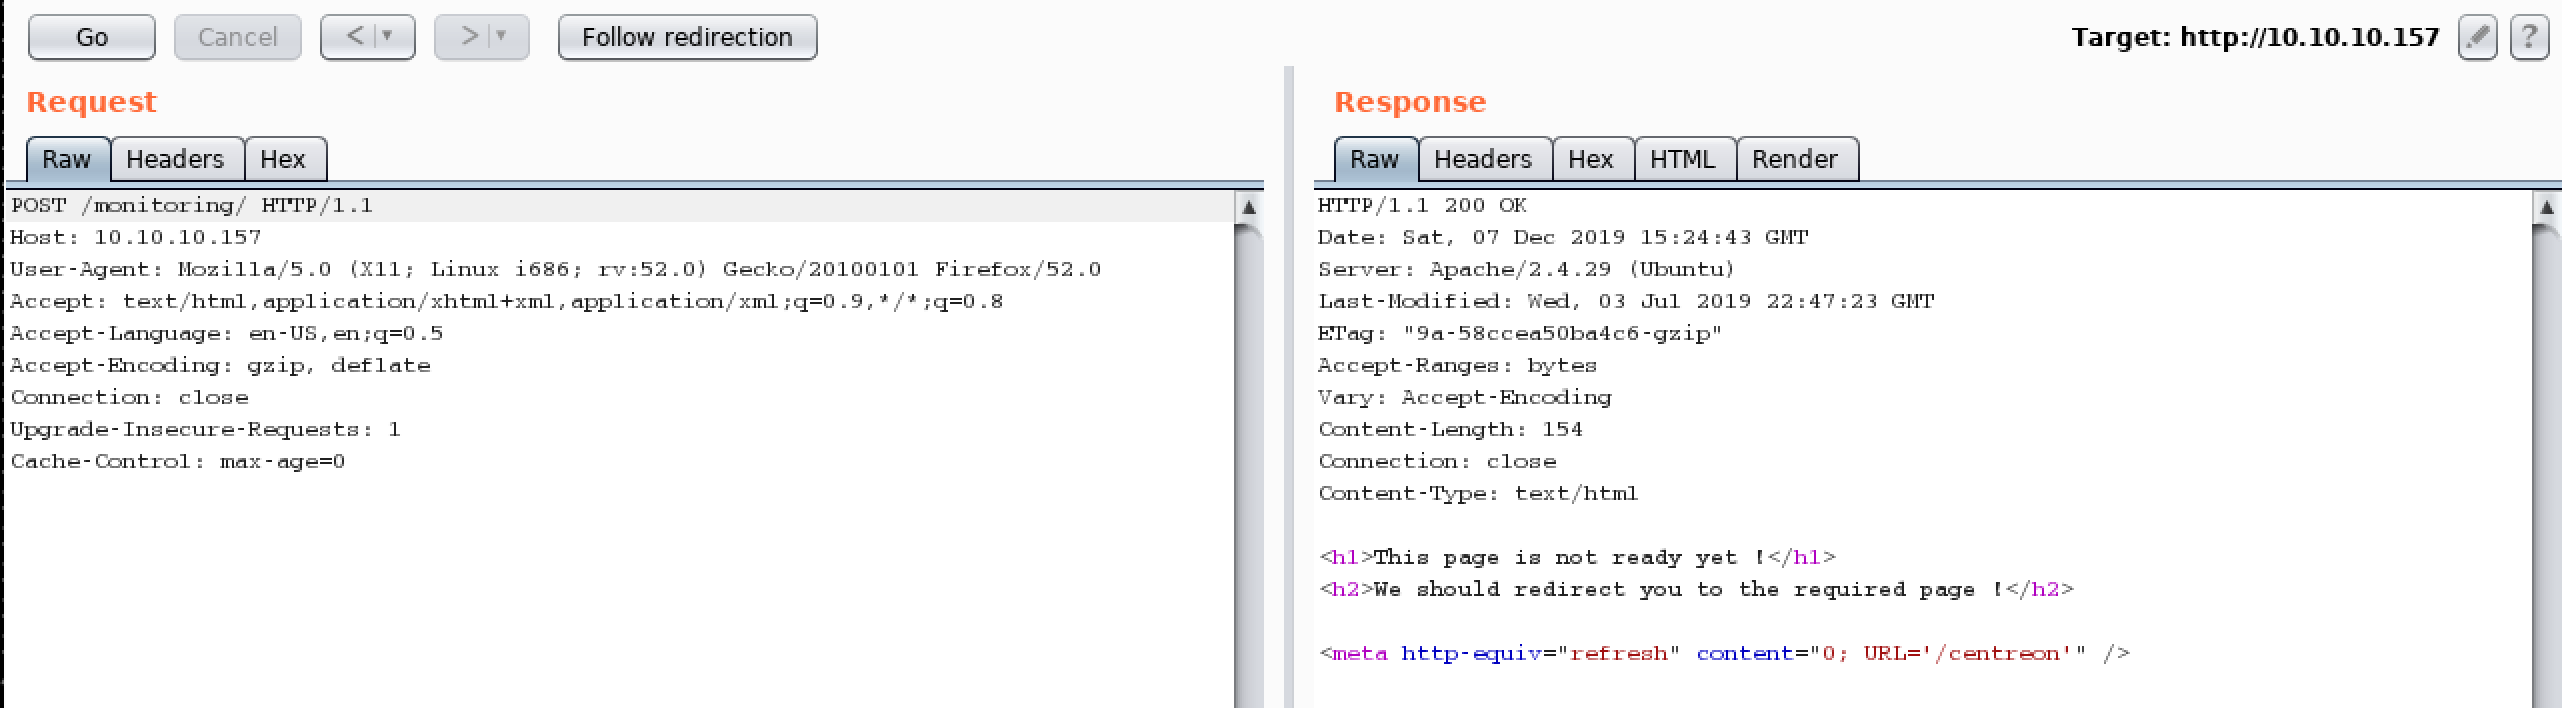 Go Cancel < ▼ > ▼ Follow redirection Target: http://10.10.10.157 ?
Request
Raw Headers Hex
POST /monitoring/ HTTP/1.1
Host: 10.10.10.157
User-Agent: Mozilla/5.0 (X11; Linux i686; rv:52.0) Gecko/20100101 Firefox/52.0
Accept: text/html,application/xhtml+xml,application/xml;q=0.9,*/*;q=0.8
Accept-Language: en-US,en;q=0.5
Accept-Encoding: gzip, deflate
Connection: close
Upgrade-Insecure-Requests: 1
Cache-Control: max-age=0
Response
Raw Headers Hex HTML Render
HTTP/1.1 200 OK
Date: Sat, 07 Dec 2019 15:24:43 GMT
Server: Apache/2.4.29 (Ubuntu)
Last-Modified: Wed, 03 Jul 2019 22:47:23 GMT
ETag: "9a-58ccea50ba4c6-gzip"
Accept-Ranges: bytes
Vary: Accept-Encoding
Content-Length: 154
Connection: close
Content-Type: text/html
<h1>This page is not ready yet !</h1>
<h2>We should redirect you to the required page !</h2>
<meta http-equiv="refresh" content="0; URL='/centreon'" />